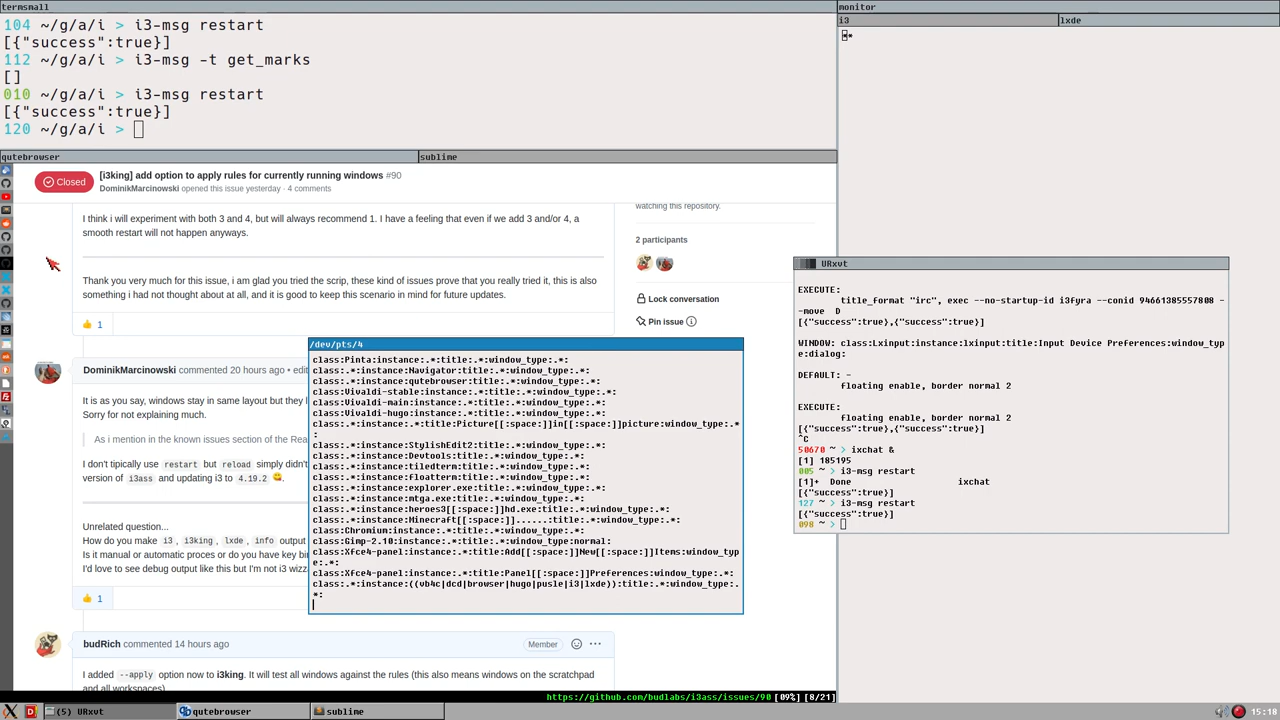 termsmall
104 ~/g/a/i > i3-msg restart
[{"success":true}]
112 ~/g/a/i > i3-msg -t get_marks
[]
010 ~/g/a/i > i3-msg restart
[{"success":true}]
120 ~/g/a/i >
monitor
i3
lxde
**
qutebrowser
sublime
Closed
[i3king] add option to apply rules for currently running windows #90
DominikMarcinowski opened this issue yesterday · 4 comments
I think i will experiment with both 3 and 4, but will always recommend 1. I have a feeling that even if we add 3 and/or 4, a
smooth restart will not happen anyways.
Thank you very much for this issue, i am glad you tried the scrip, these kind of issues prove that you really tried it, this is also
something i had not thought about at all, and it is good to keep this scenario in mind for future updates.
👍 1
watching this repository.
2 participants
Lock conversation
Pin issue
DominikMarcinowski commented 20 hours ago • edit
It is as you say, windows stay in same layout but they l
Sorry for not explaining much.
As i mention in the known issues section of the Rea
I don't tipically use restart but reload simply didn'
version of i3ass and updating i3 to 4.19.2 😋.
Unrelated question...
How do you make i3 , i3king , lxde , info output
Is it manual or automatic proces or do you have key bin
I'd love to see debug output like this but I'm not i3 wizz
👍 1
budRich commented 14 hours ago
Member
I added --apply option now to i3king. It will test all windows against the rules (this also means windows on the scratchpad
and all workspaces)
/dev/pts/4
class:Pinta:instance:.*:title:.*:window_type:.*:
class:.*:instance:Navigator:title:.*:window_type:.*:
class:.*:instance:qutebrowser:title:.*:window_type:.*:
class:Vivaldi-stable:instance:.*:title:.*:window_type:.*:
class:Vivaldi-main:instance:.*:title:.*:window_type:.*:
class:Vivaldi-hugo:instance:.*:title:.*:window_type:.*:
class:.*:instance:.*:title:Picture[[:space:]]in[[:space:]]picture:window_type:.*
:
class:.*:instance:StylishEdit2:title:.*:window_type:.*:
class:.*:instance:Devtools:title:.*:window_type:.*:
class:.*:instance:tiledterm:title:.*:window_type:.*:
class:.*:instance:floatterm:title:.*:window_type:.*:
class:.*:instance:explorer.exe:title:.*:window_type:.*:
class:.*:instance:mtga.exe:title:.*:window_type:.*:
class:.*:instance:heroes3[[:space:]]hd.exe:title:.*:window_type:.*:
class:.*:instance:Minecraft[[:space:]]......:title:.*:window_type:.*:
class:Chromium:instance:.*:title:.*:window_type:.*:
class:Gimp-2.10:instance:.*:title:.*:window_type:normal:
class:Xfce4-panel:instance:.*:title:Add[[:space:]]New[[:space:]]Items:window_typ
e:.*:
class:Xfce4-panel:instance:.*:title:Panel[[:space:]]Preferences:window_type:.*:
class:.*:instance:((vb4c|dcd|browser|hugo|pusle|i3|lxde)):title:.*:window_type:.
*:
URxvt
EXECUTE:
title_format "irc", exec --no-startup-id i3fyra --conid 94661385557808 -
-move D
[{"success":true},{"success":true}]
WINDOW: class:Lxinput:instance:lxinput:title:Input Device Preferences:window_typ
e:dialog:
DEFAULT: -
floating enable, border normal 2
EXECUTE:
floating enable, border normal 2
[{"success":true},{"success":true}]
^C
50670 ~ > ixchat &
[1] 185195
005 ~ > i3-msg restart
[1]+ Done ixchat
[{"success":true}]
127 ~ > i3-msg restart
[{"success":true}]
098 ~ >
https://github.com/budlabs/i3ass/issues/90 [09%] [8/21]
(5) URxvt
qutebrowser
sublime
15:18